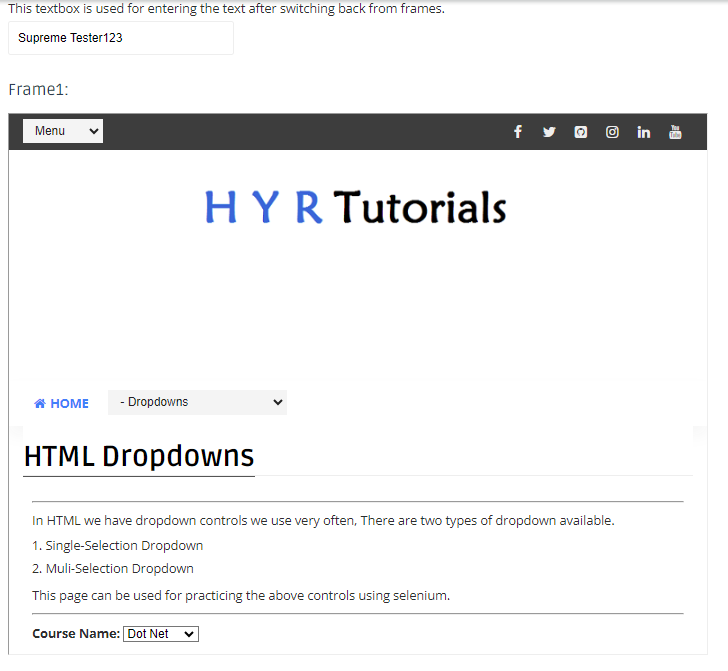 This textbox is used for entering the text after switching back from frames.
Supreme Tester123
Frame1:
Menu
You Tube
H Y R Tutorials
HOME - Dropdowns
HTML Dropdowns
In HTML we have dropdown controls we use very often, There are two types of dropdown available.
1. Single-Selection Dropdown
2. Muli-Selection Dropdown
This page can be used for practicing the above controls using selenium.
Course Name: Dot Net